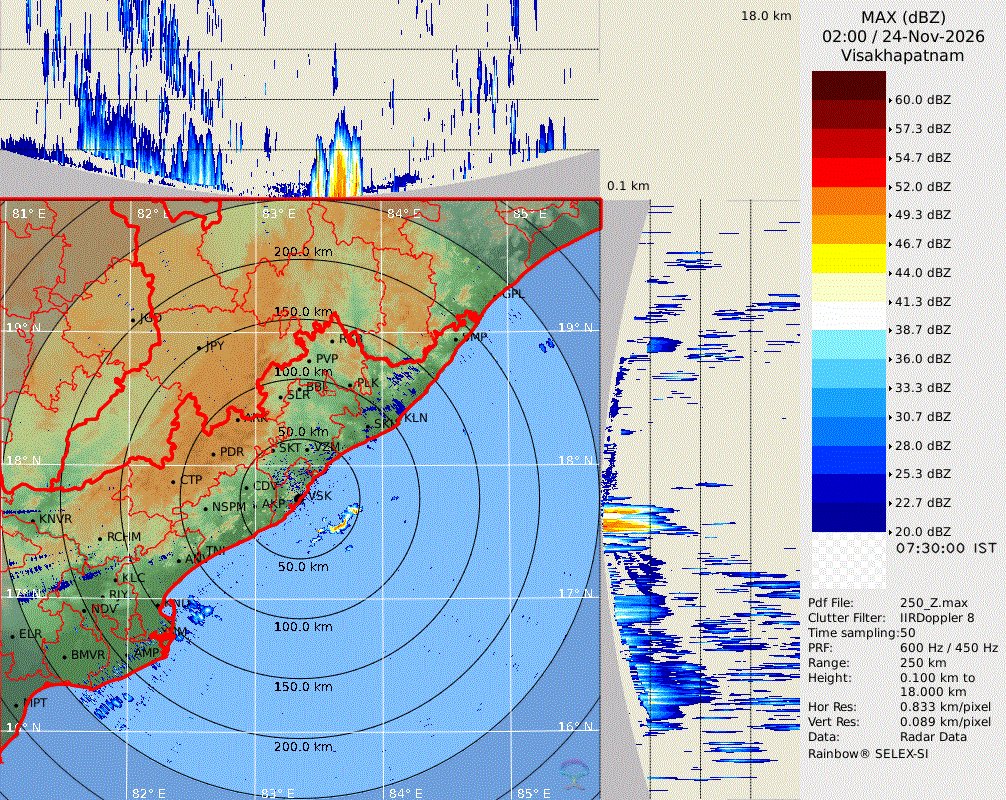 18.0 km
0.1 km
MAX (dBZ)
02:00 / 24-Nov-2026
Visakhapatnam
60.0 dBZ
57.3 dBZ
54.7 dBZ
52.0 dBZ
49.3 dBZ
46.7 dBZ
44.0 dBZ
41.3 dBZ
38.7 dBZ
36.0 dBZ
33.3 dBZ
30.7 dBZ
28.0 dBZ
25.3 dBZ
22.7 dBZ
20.0 dBZ
07:30:00 IST
Pdf File: 250_Z.max
Clutter Filter: IIRDoppler 8
Time sampling:50
PRF: 600 Hz / 450 Hz
Range: 250 km
Height: 0.100 km to
18.000 km
Hor Res: 0.833 km/pixel
Vert Res: 0.089 km/pixel
Data: Radar Data
Rainbow® SELEX-SI
81° E
82° E
83° E
84° E
85° E
200.0 km
GPL
150.0 km
JGD
19° N
19° N
JPY
PVP
100.0 km
BBL
PLK
SLR
KLN
50.0 km
SKT
VZM
PDR
18° N
18° N
CTP
CDV
VSK
NSPM
AKP
KNVR
RCHM
TNI
50.0 km
KLC
RJY
17° N
17° N
NDV
100.0 km
ELR
BMVR
AMP
150.0 km
MPT
16° N
16° N
200.0 km
82° E
83° E
84° E
85° E